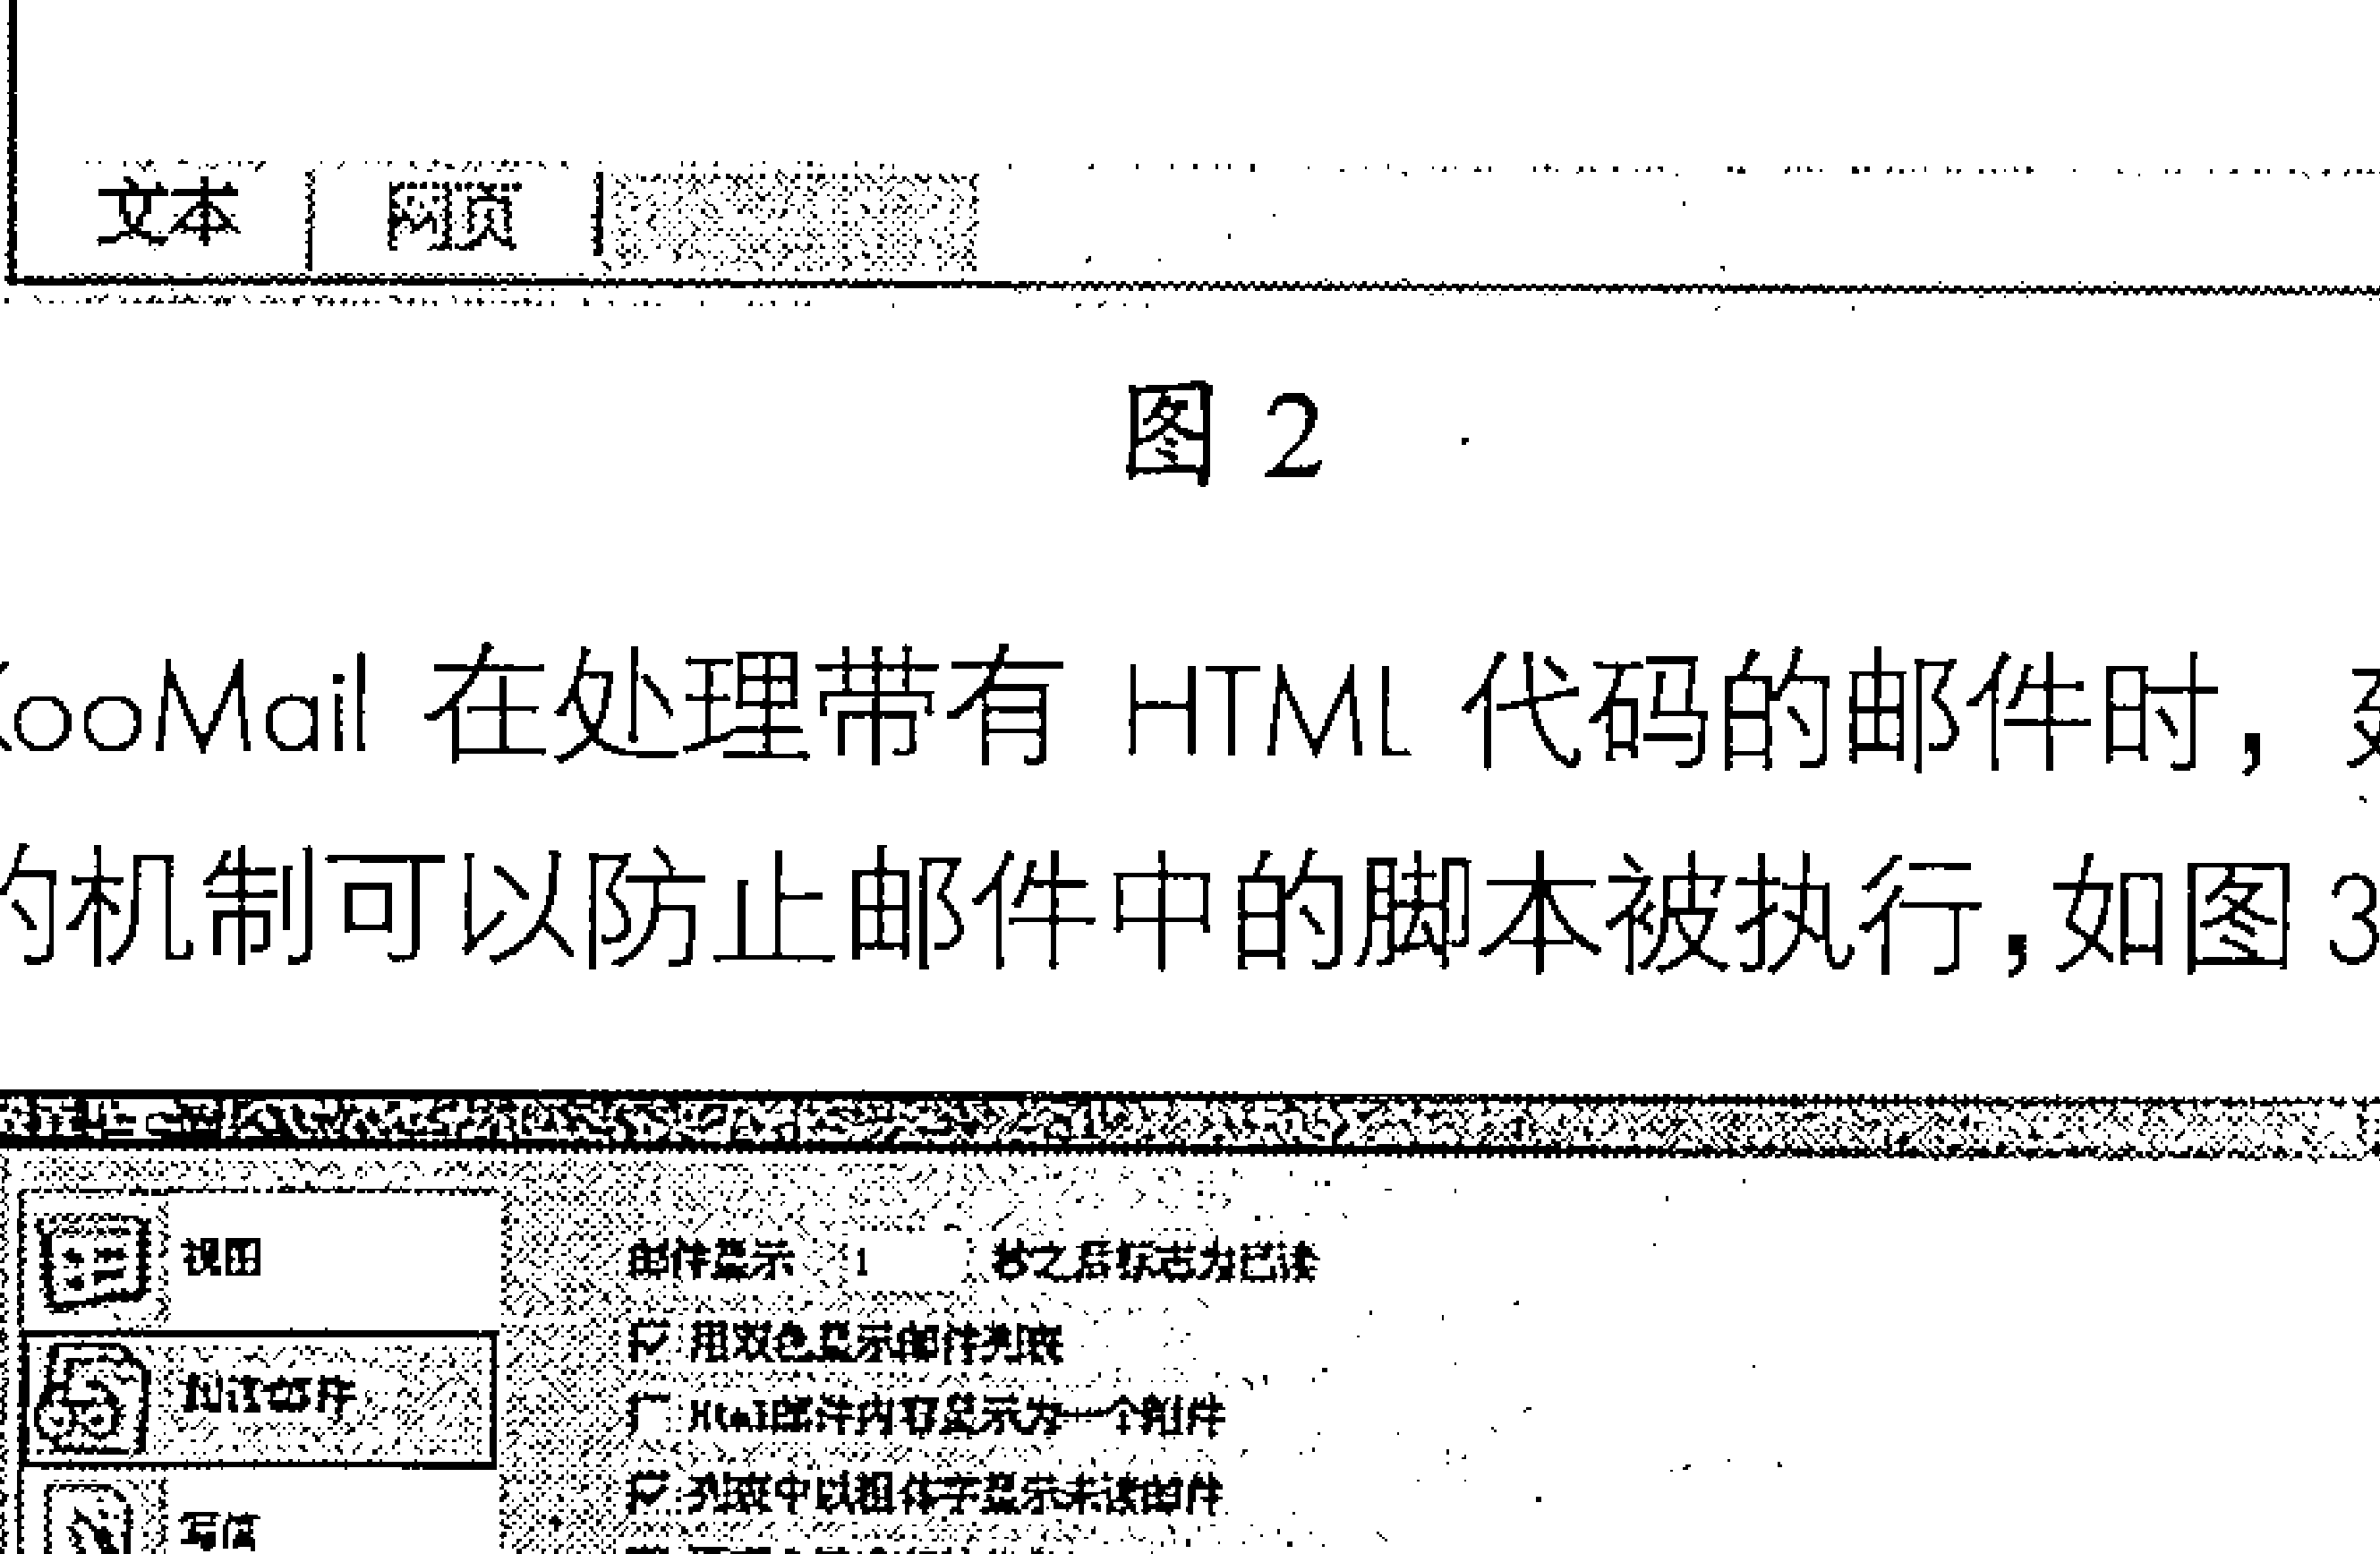 文本 网页
图 2
KooMail 在处理带有 HTML 代码的邮件时，
的机制可以防止邮件中的脚本被执行，如图 3
视图
邮件显示 1 秒之后标志为已读
用双色显示邮件列表
Html邮件内容显示为一个附件
列表中以粗体字显示未读邮件
写信